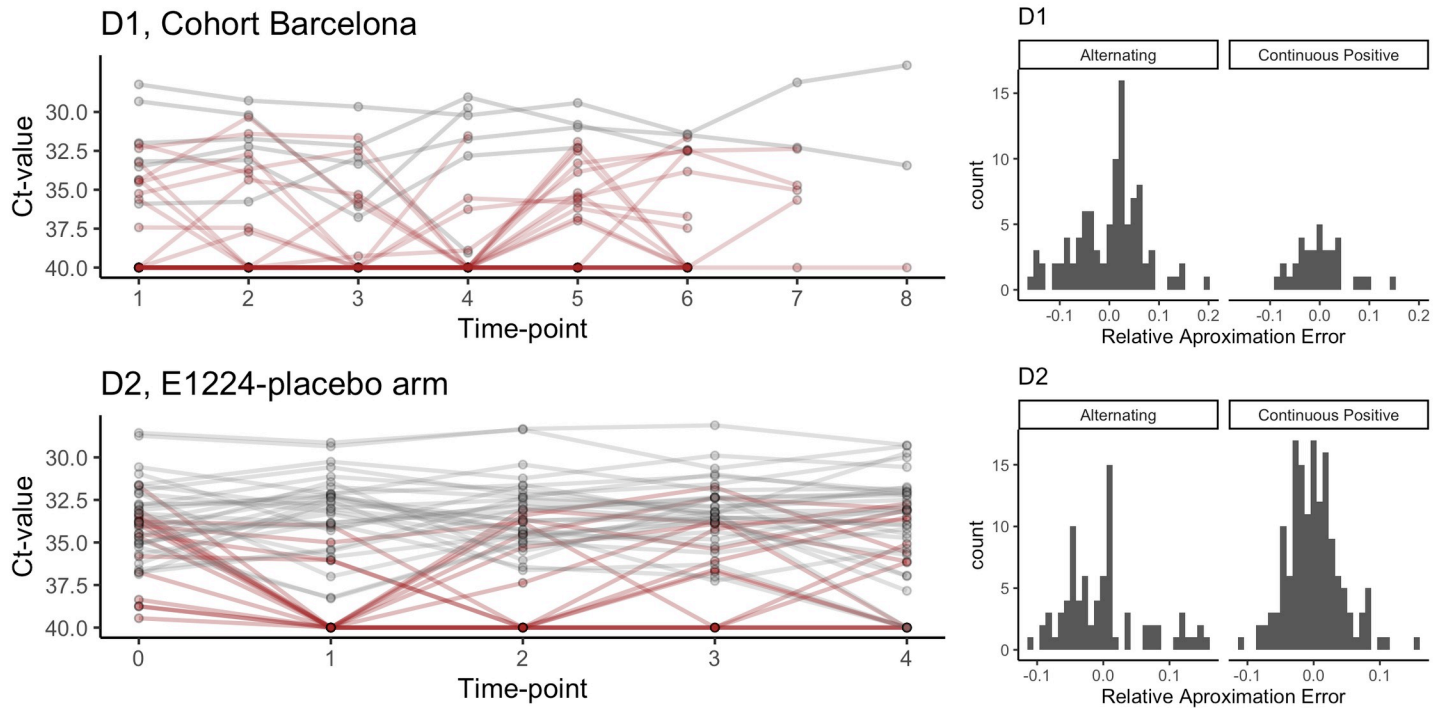 D1, Cohort Barcelona
Ct-value
30.0
32.5
35.0
37.5
40.0
1 2 3 4 5 6 7 8
Time-point
D1
Alternating Continuous Positive
count
15
10
5
0
-0.1 0.0 0.1 0.2 -0.1 0.0 0.1 0.2
Relative Aproximation Error
D2, E1224-placebo arm
Ct-value
30.0
32.5
35.0
37.5
40.0
0 1 2 3 4
Time-point
D2
Alternating Continuous Positive
count
15
10
5
0
-0.1 0.0 0.1 -0.1 0.0 0.1
Relative Aproximation Error